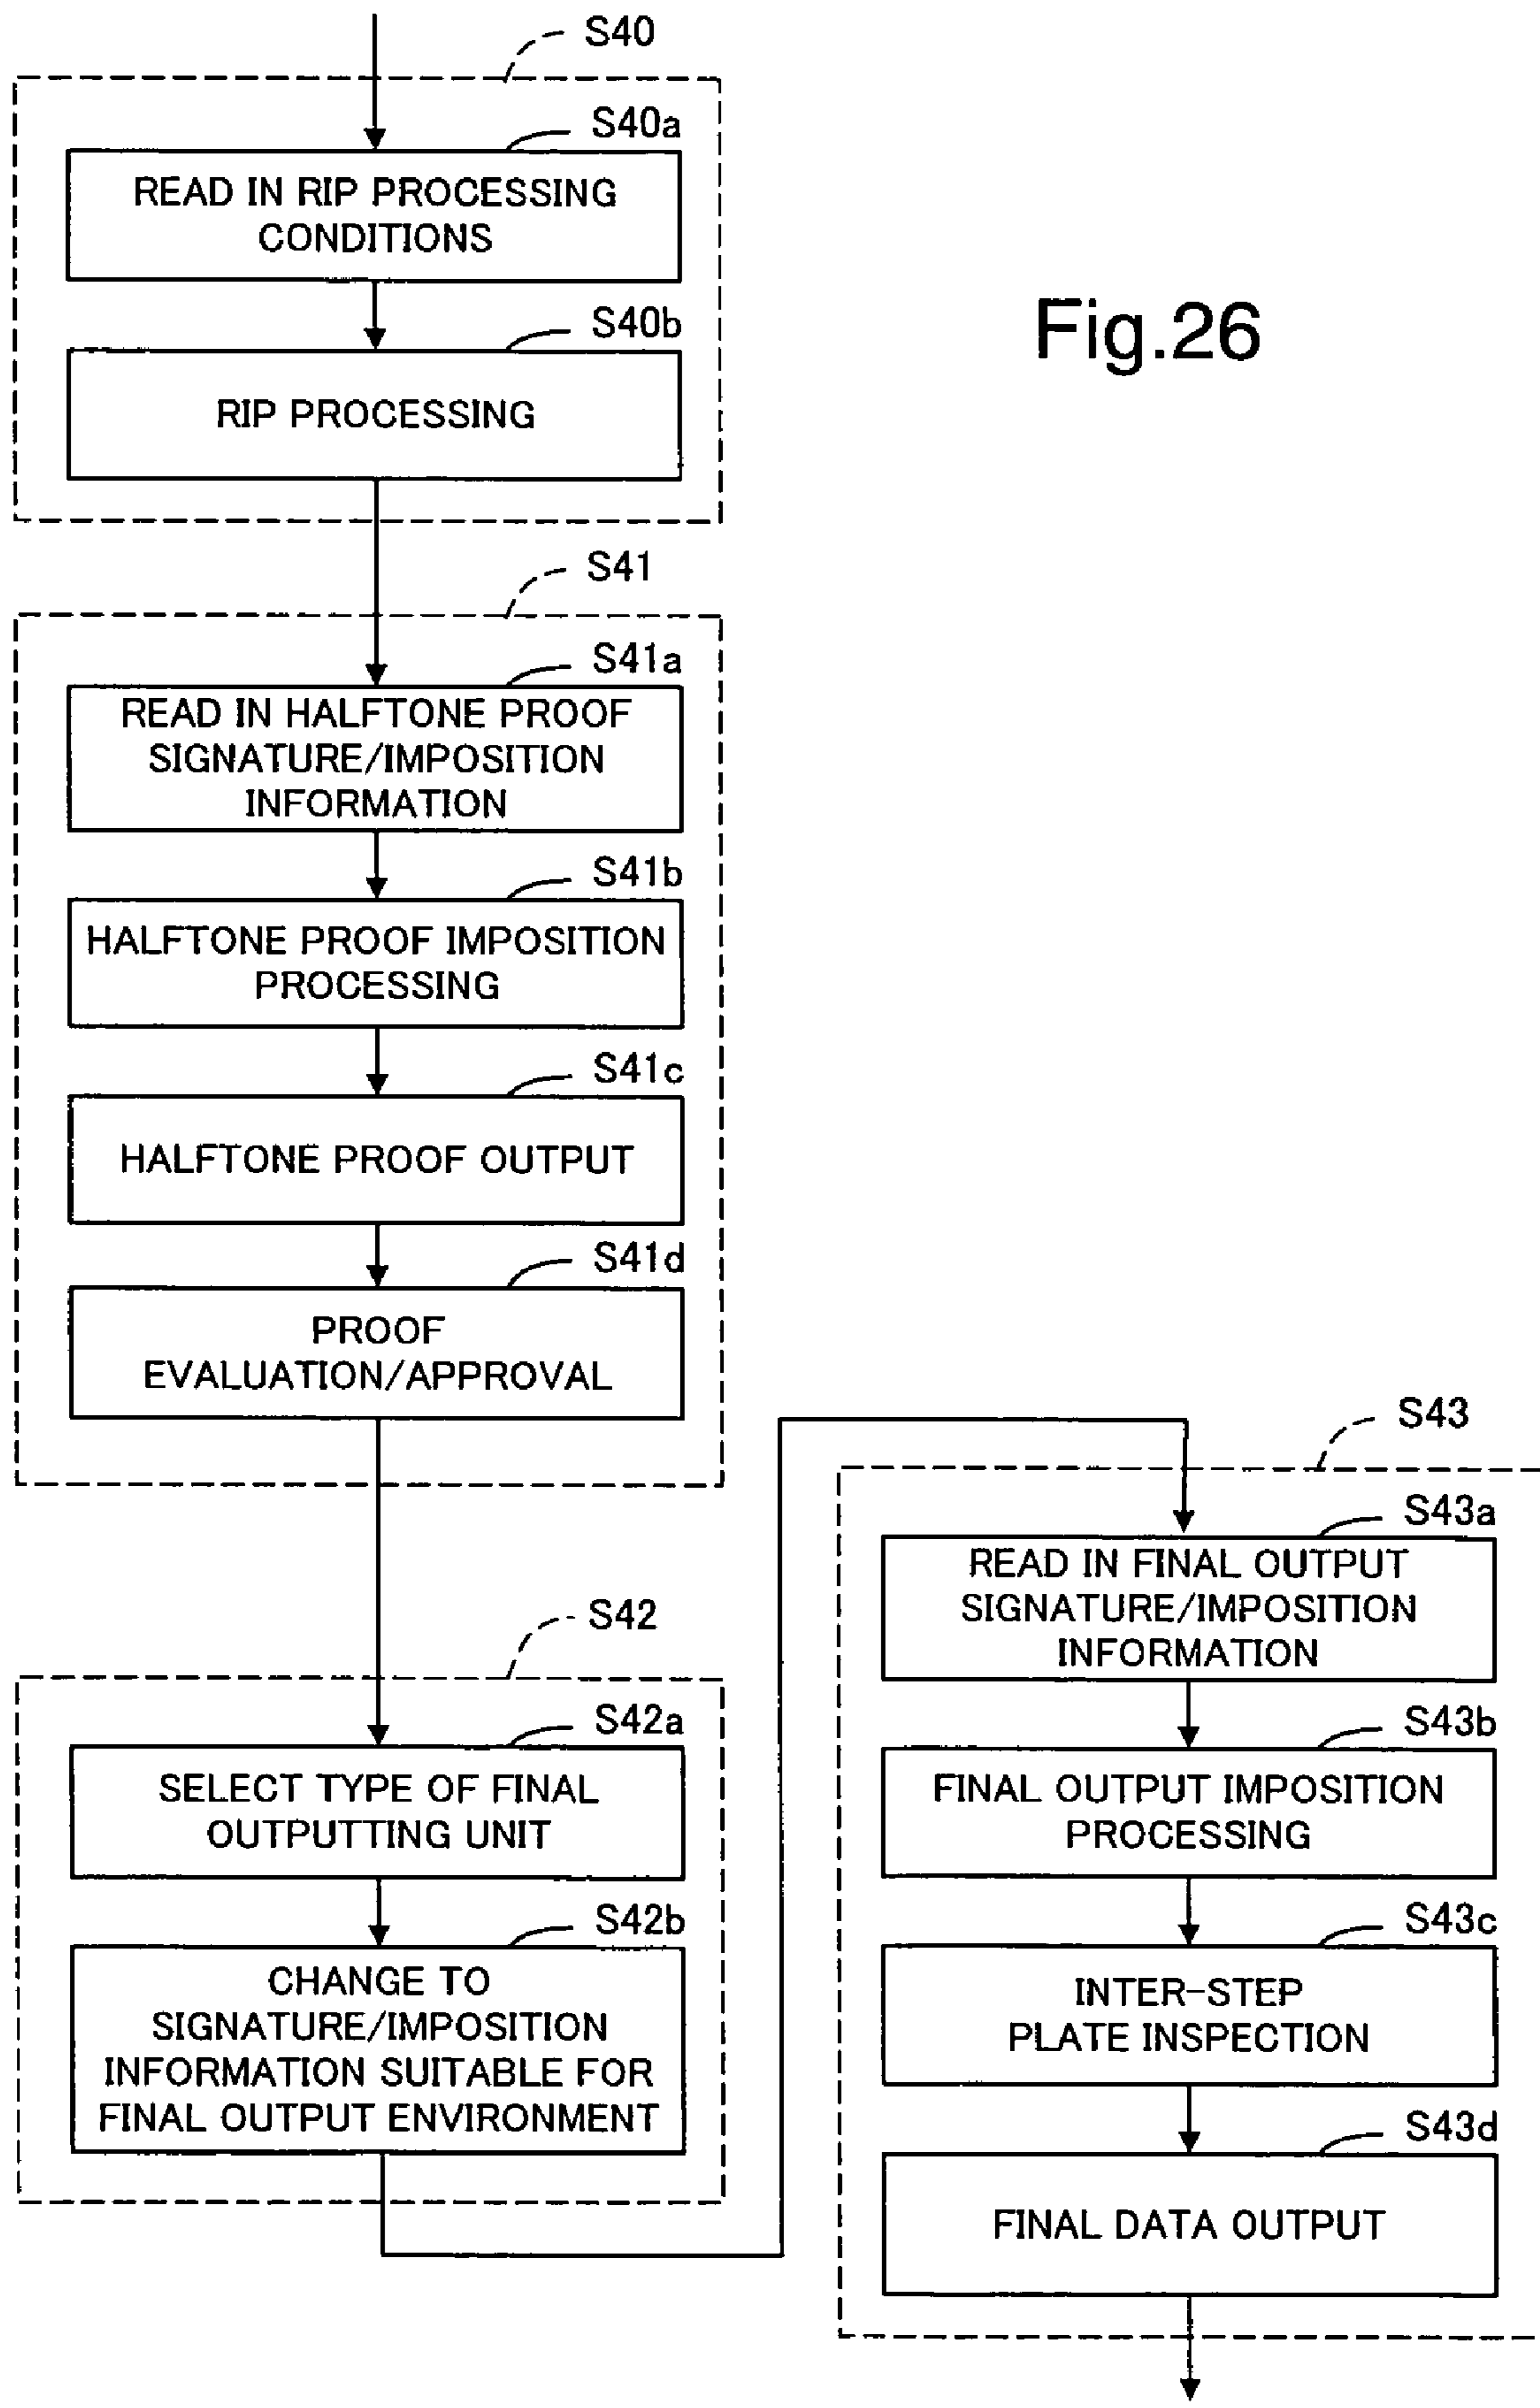 S40
S40a
READ IN RIP PROCESSING
CONDITIONS
S40b
RIP PROCESSING
Fig.26
S41
S41a
READ IN HALFTONE PROOF
SIGNATURE/IMPOSITION
INFORMATION
S41b
HALFTONE PROOF IMPOSITION
PROCESSING
S41c
HALFTONE PROOF OUTPUT
S41d
PROOF
EVALUATION/APPROVAL
S42
S42a
SELECT TYPE OF FINAL
OUTPUTTING UNIT
S42b
CHANGE TO
SIGNATURE/IMPOSITION
INFORMATION SUITABLE FOR
FINAL OUTPUT ENVIRONMENT
S43
S43a
READ IN FINAL OUTPUT
SIGNATURE/IMPOSITION
INFORMATION
S43b
FINAL OUTPUT IMPOSITION
PROCESSING
S43c
INTER-STEP
PLATE INSPECTION
S43d
FINAL DATA OUTPUT